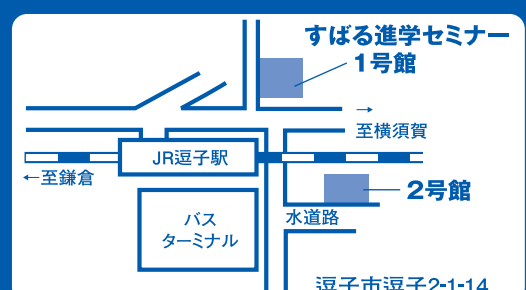 すばる進学セミナー
1号館
→
至横須賀
JR逗子駅
←至鎌倉
2号館
バス
ターミナル
水道路
逗子市逗子2-1-14